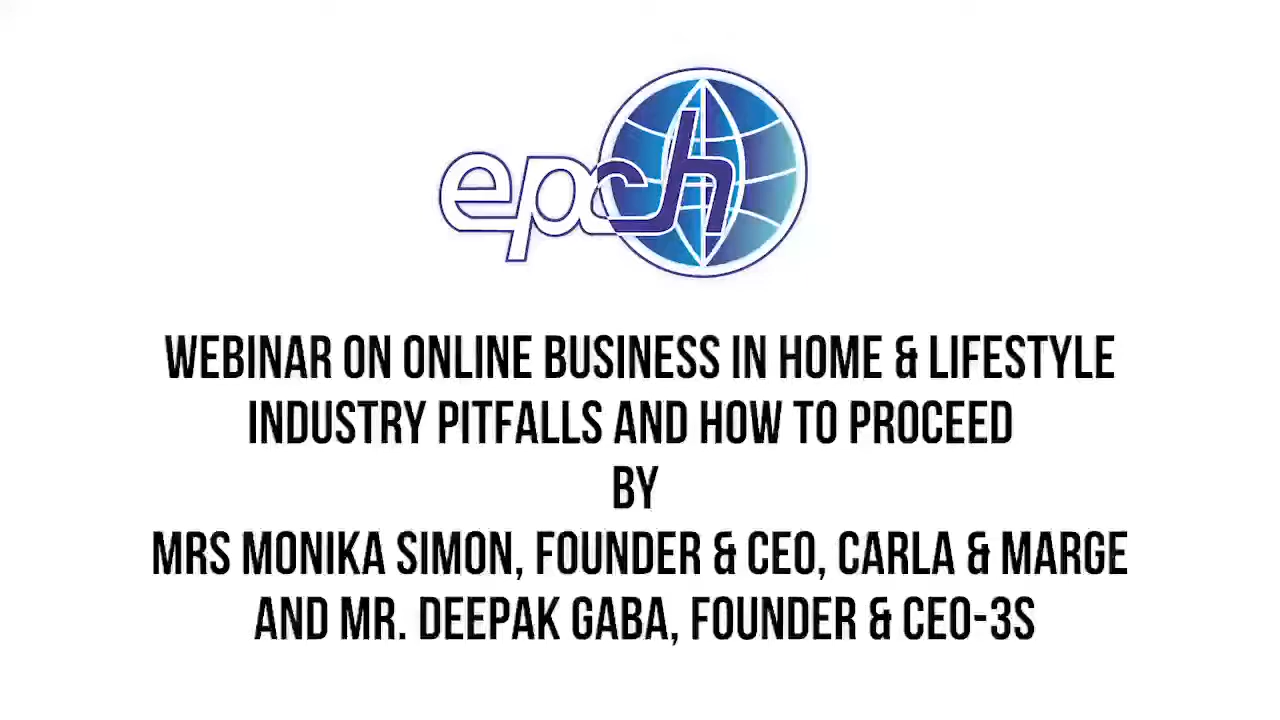 epch
WEBINAR ON ONLINE BUSINESS IN HOME & LIFESTYLE
INDUSTRY PITFALLS AND HOW TO PROCEED
BY
MRS MONIKA SIMON, FOUNDER & CEO, CARLA & MARGE
AND MR. DEEPAK GABA, FOUNDER & CEO-3S